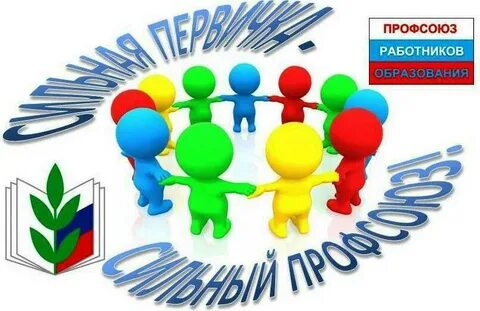 СИЛЬНАЯ ПЕРВИЧКА-
СИЛЬНЫЙ ПРОФСОЮЗ!
ПРОФСОЮЗ
РАБОТНИКОВ
ОБРАЗОВАНИЯ